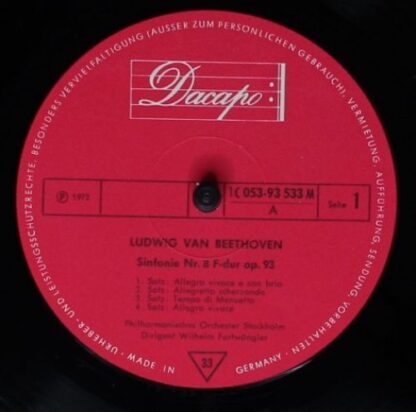 · URHEBER- UND LEISTUNGSSCHUTZRECHTE: BESONDERS VERVIELFÄLTIGUNG (AUSSER ZUM PERSÖNLICHEN GEBRAUCH), VERMIETUNG, AUFFÜHRUNG, SENDUNG VORBEHALTEN ·
Dacapo
℗ 1972
1C 053-93 533 M
A
Seite 1
LUDWIG VAN BEETHOVEN
Sinfonie Nr. 8 F-dur op. 93
1. Satz: Allegro vivace e con brio
2. Satz: Allegretto scherzando
3. Satz: Tempo di Menuetto
4. Satz: Allegro vivace
Philharmonisches Orchester Stockholm
Dirigent Wilhelm Furtwängler
MADE IN
33
GERMANY